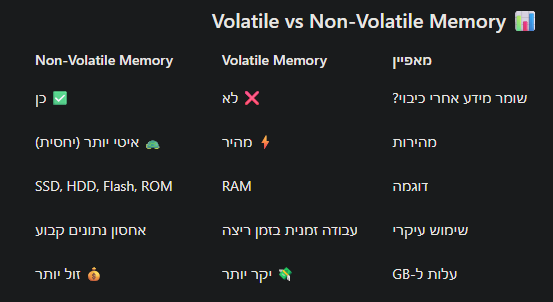 Volatile vs Non-Volatile Memory 📊
מאפיין Volatile Memory Non-Volatile Memory
שומר מידע אחרי כיבוי? ❌ לא ✅ כן
מהירות ⚡ מהיר 🐢 איטי יותר (יחסית)
דוגמה RAM SSD, HDD, Flash, ROM
שימוש עיקרי עבודה זמנית בזמן ריצה אחסון נתונים קבוע
עלות ל-GB 💸 יקר יותר 💰 זול יותר